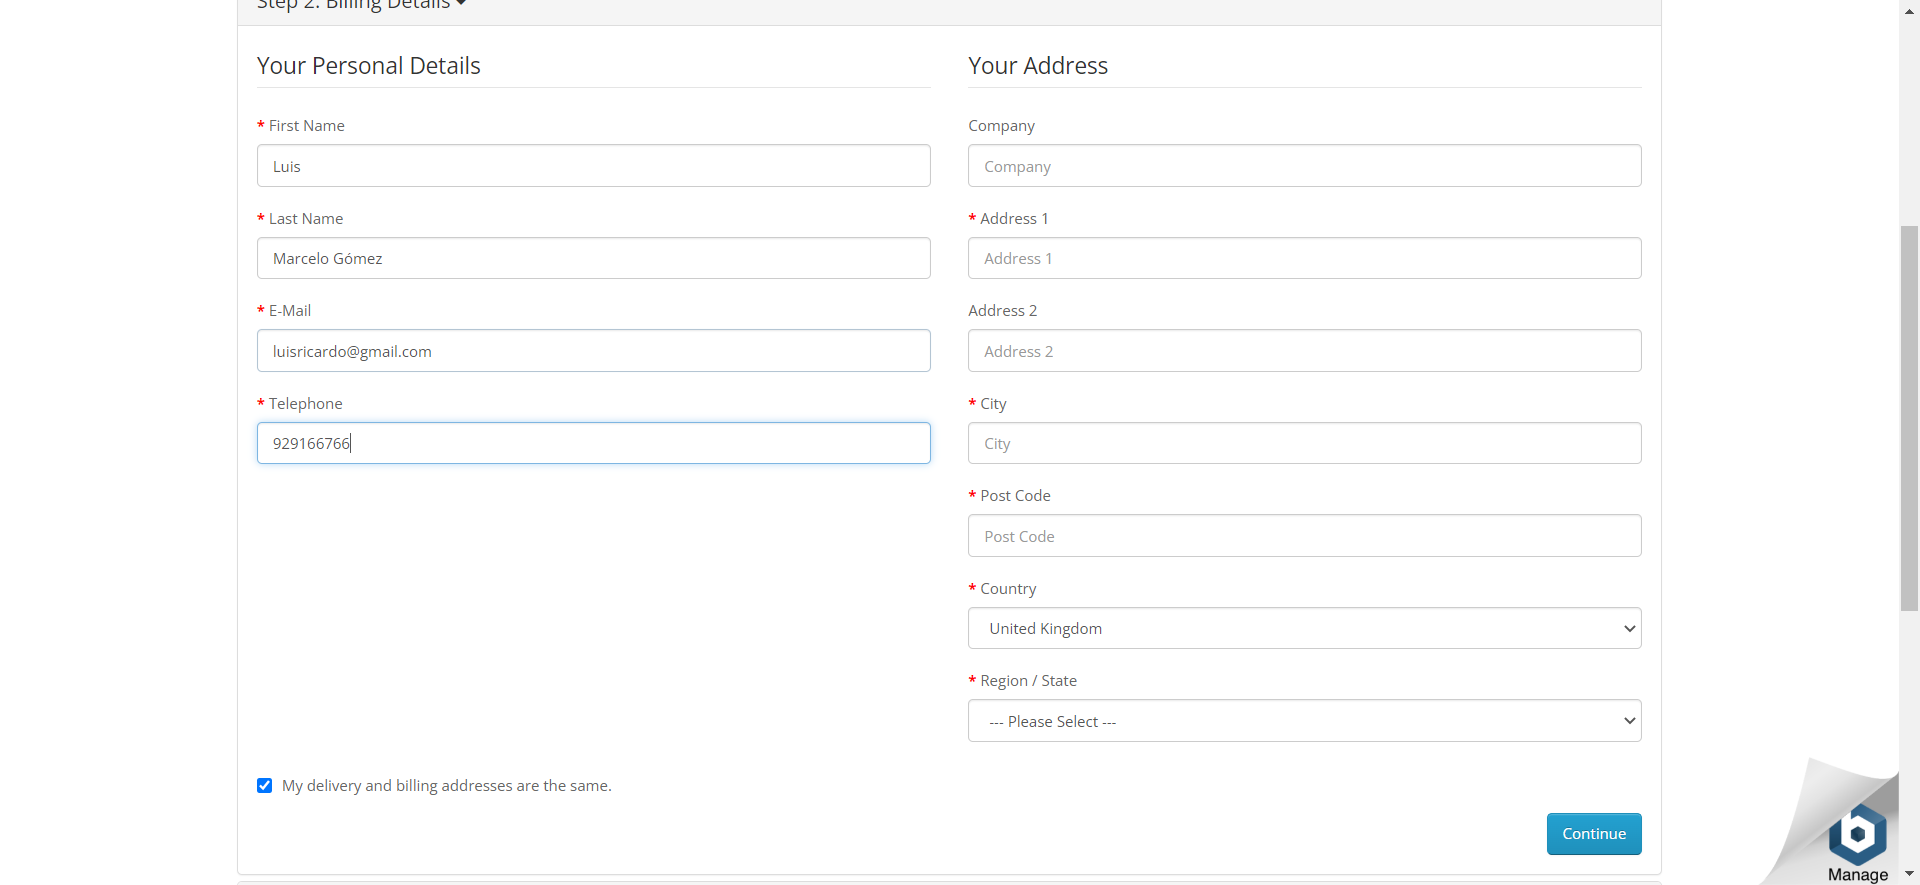 Step 2: Billing Details
Your Personal Details
* First Name
Luis
* Last Name
Marcelo Gómez
* E-Mail
luisricardo@gmail.com
* Telephone
929166766
Your Address
Company
Company
* Address 1
Address 1
Address 2
Address 2
* City
City
* Post Code
Post Code
* Country
United Kingdom
* Region / State
--- Please Select ---
My delivery and billing addresses are the same.
Continue
b
Manage